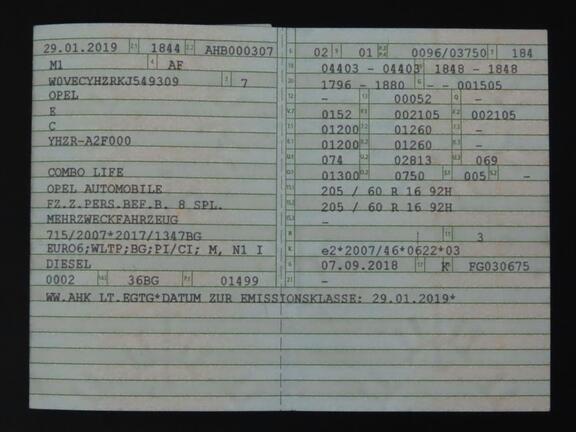 29.01.2019 1844 AHB000307
M1 AF
W0VECYHZRKJ549309 7
OPEL
E
C
YHZR-A2F000
COMBO LIFE
OPEL AUTOMOBILE
FZ.Z.PERS.BEF.B. 8 SPL.
MEHRZWECKFAHRZEUG
715/2007*2017/1347BG
EURO6;WLTP;BG;PI/CI; M, N1 I
DIESEL
0002 36BG 01499
WW.AHK LT.EGTG*DATUM ZUR EMISSIONSKLASSE: 29.01.2019*
02 01 0096/03750 184
04403 - 04403 1848 - 1848
1796 - 1880 - - 001505
- 00052 -
0152 002105 002105
01200 01260 -
01200 01260 -
074 02813 069
01300 0750 005 -
205 / 60 R 16 92H
205 / 60 R 16 92H
-
3
e2*2007/46*0622*03
07.09.2018 K FG030675
-